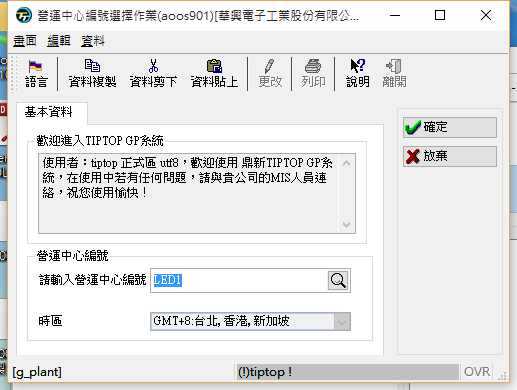 營運中心編號選擇作業(aoos901)[華興電子工業股份有限公...
畫面 編輯 資料
語言 資料複製 資料剪下 資料貼上 更改 列印 說明 離開
基本資料
歡迎進入TIPTOP GP系統
使用者：tiptop 正式區 utf8，歡迎使用 鼎新TIPTOP GP系
統，在使用中若有任何問題，請與貴公司的MIS人員連
絡，祝您使用愉快！
確定
放棄
營運中心編號
請輸入營運中心編號 LED1
時區 GMT+8:台北, 香港, 新加坡
[g_plant] (!)tiptop ! OVR